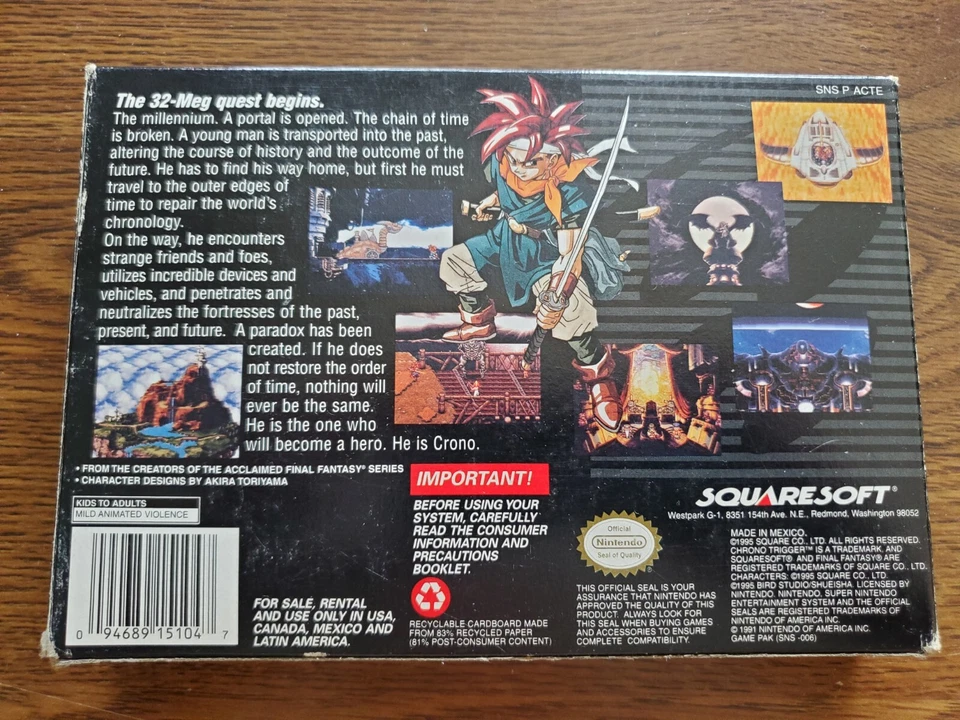 SNS P ACTE
The 32-Meg quest begins.
The millennium. A portal is opened. The chain of time
is broken. A young man is transported into the past,
altering the course of history and the outcome of the
future. He has to find his way home, but first he must
travel to the outer edges of
time to repair the world's
chronology.
On the way, he encounters
strange friends and foes,
utilizes incredible devices and
vehicles, and penetrates and
neutralizes the fortresses of the past,
present, and future. A paradox has been
created. If he does
not restore the order
of time, nothing will
ever be the same.
He is the one who
will become a hero. He is Crono.
• FROM THE CREATORS OF THE ACCLAIMED FINAL FANTASY® SERIES
• CHARACTER DESIGNS BY AKIRA TORIYAMA
KIDS TO ADULTS
MILD ANIMATED VIOLENCE
0 94689 15104 7
FOR SALE, RENTAL
AND USE ONLY IN USA,
CANADA, MEXICO AND
LATIN AMERICA.
IMPORTANT!
BEFORE USING YOUR
SYSTEM, CAREFULLY
READ THE CONSUMER
INFORMATION AND
PRECAUTIONS
BOOKLET.
RECYCLABLE CARDBOARD MADE
FROM 83% RECYCLED PAPER
(81% POST-CONSUMER CONTENT)
Official
Nintendo
Seal of Quality
THIS OFFICIAL SEAL IS YOUR
ASSURANCE THAT NINTENDO HAS
APPROVED THE QUALITY OF THIS
PRODUCT. ALWAYS LOOK FOR
THIS SEAL WHEN BUYING GAMES
AND ACCESSORIES TO ENSURE
COMPLETE COMPATIBILITY.
SQUARESOFT®
Westpark G-1, 8351 154th Ave. N.E., Redmond, Washington 98052
MADE IN MEXICO.
©1995 SQUARE CO., LTD. ALL RIGHTS RESERVED.
CHRONO TRIGGER™ IS A TRADEMARK, AND
SQUARESOFT® AND FINAL FANTASY® ARE
REGISTERED TRADEMARKS OF SQUARE CO., LTD.
CHARACTERS: ©1995 SQUARE CO., LTD.
©1995 BIRD STUDIO/SHUEISHA. LICENSED BY
NINTENDO. NINTENDO, SUPER NINTENDO
ENTERTAINMENT SYSTEM AND THE OFFICIAL
SEALS ARE REGISTERED TRADEMARKS OF
NINTENDO OF AMERICA INC.
© 1991 NINTENDO OF AMERICA INC.
GAME PAK (SNS -006)